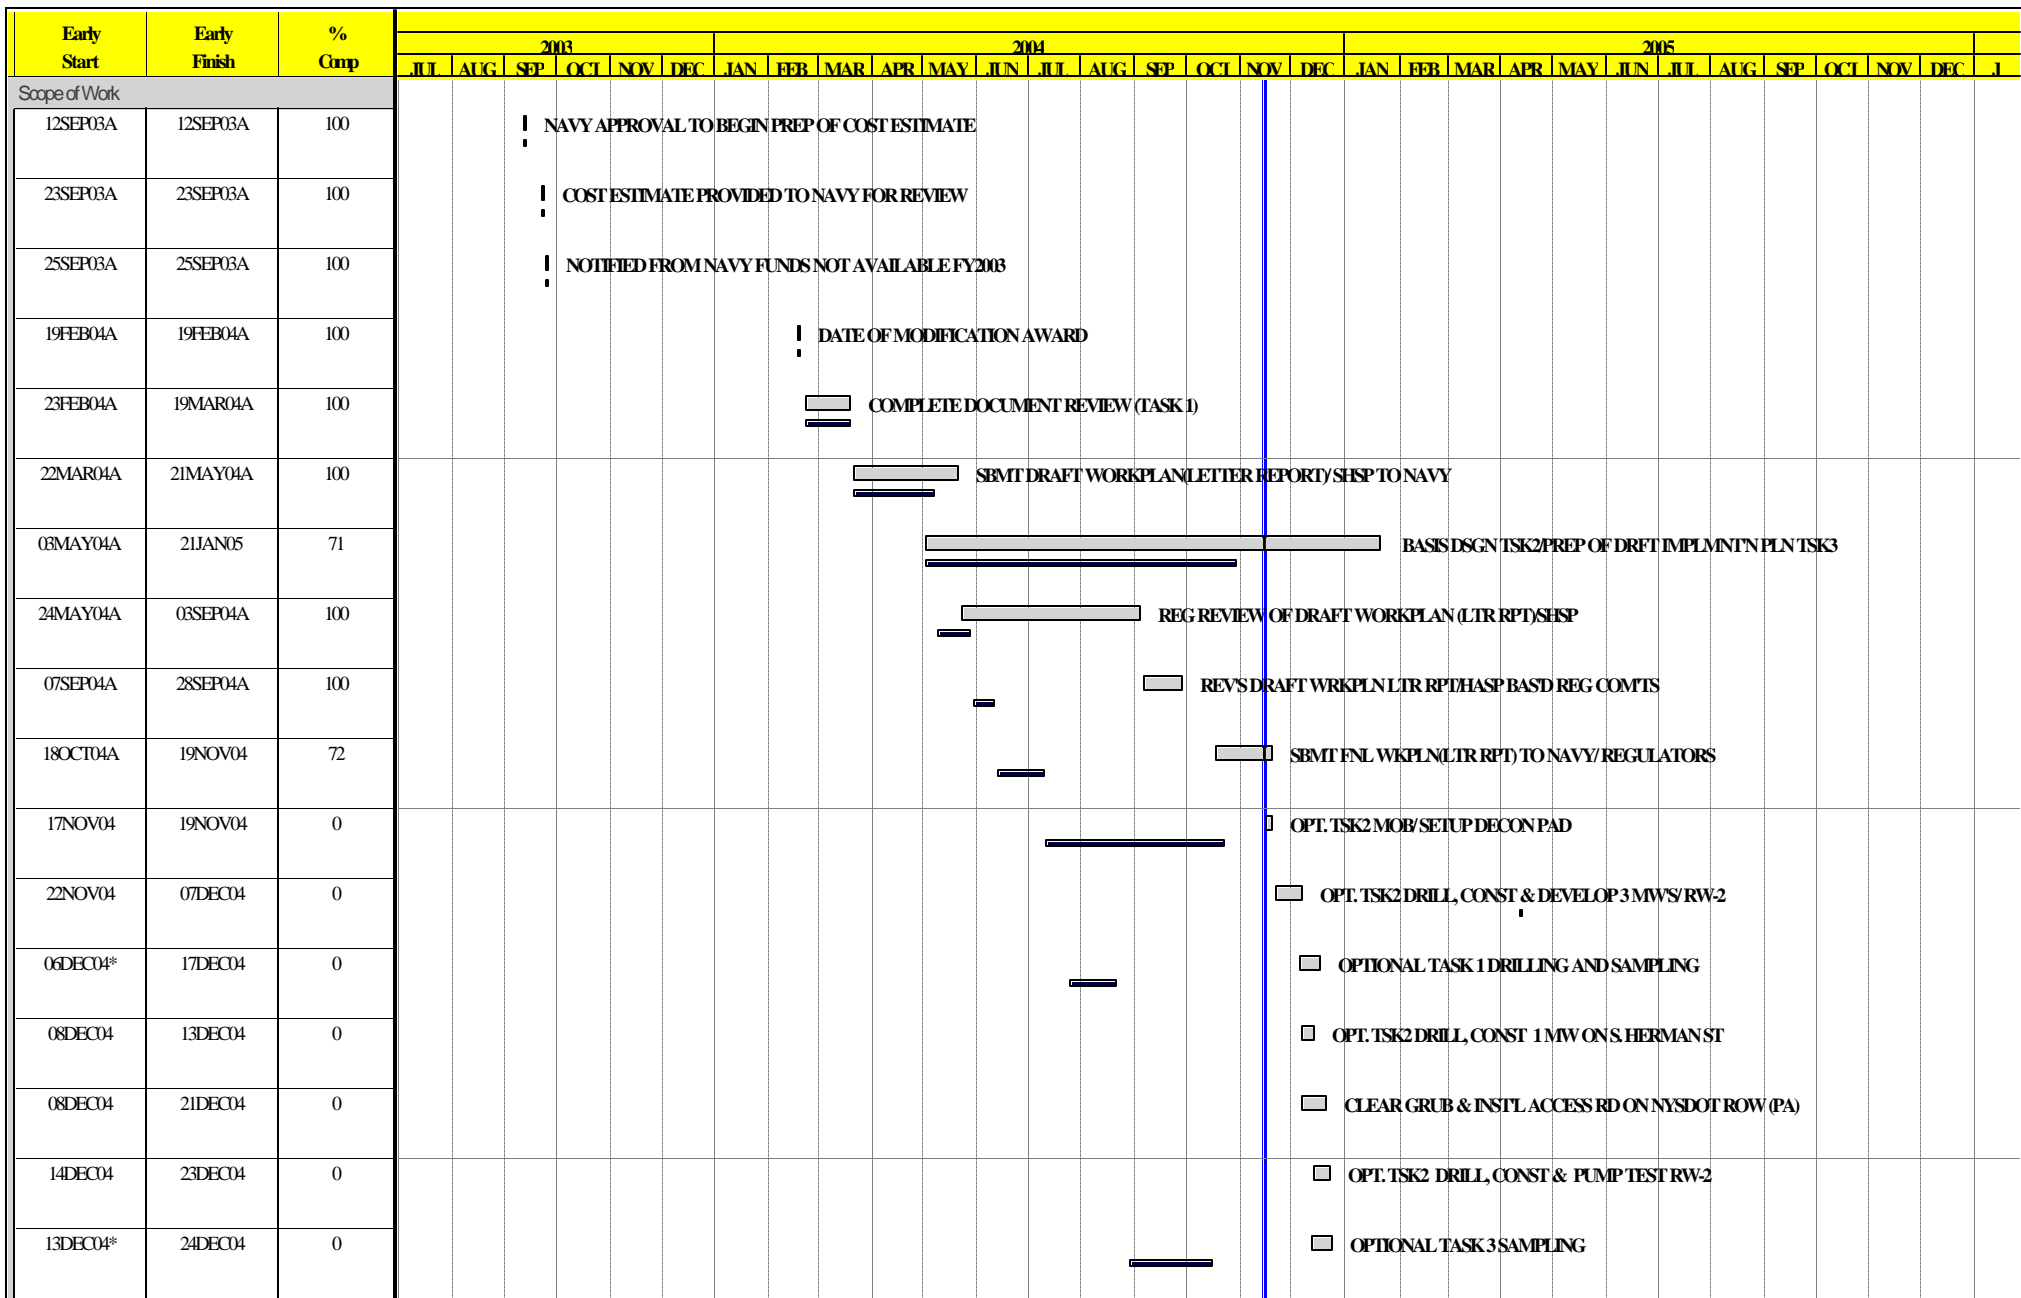 Early Early %
Start Finish Comp
2003 2004 2005
JUL AUG SEP OCT NOV DEC JAN FEB MAR APR MAY JUN JUL AUG SEP OCT NOV DEC JAN FEB MAR APR MAY JUN JUL AUG SEP OCT NOV DEC J
Scope of Work
12SEP03A 12SEP03A 100 NAVY APPROVAL TO BEGIN PREP OF COST ESTIMATE
23SEP03A 23SEP03A 100 COST ESTIMATE PROVIDED TO NAVY FOR REVIEW
25SEP03A 25SEP03A 100 NOTIFIED FROM NAVY FUNDS NOT AVAILABLE FY2003
19FEB04A 19FEB04A 100 DATE OF MODIFICATION AWARD
23FEB04A 19MAR04A 100 COMPLETE DOCUMENT REVIEW (TASK 1)
22MAR04A 21MAY04A 100 SBMT DRAFT WORKPLAN(LETTER REPORT)/ SHSP TO NAVY
03MAY04A 21JAN05 71 BASIS DSGN TSK2/PREP OF DRFT IMPLMNT'N PLN TSK3
24MAY04A 03SEP04A 100 REG REVIEW OF DRAFT WORKPLAN (LTR RPT)/SHSP
07SEP04A 28SEP04A 100 REV'S DRAFT WRKPLN LTR RPT/HASP BAS'D REG COM'TS
18OCT04A 19NOV04 72 SBMT FNL WKPLN(LTR RPT) TO NAVY/ REGULATORS
17NOV04 19NOV04 0 OPT. TSK2 MOB/ SETUP DECON PAD
22NOV04 07DEC04 0 OPT. TSK2 DRILL, CONST & DEVELOP 3 MW'S/ RW-2
06DEC04* 17DEC04 0 OPTIONAL TASK 1 DRILLING AND SAMPLING
08DEC04 13DEC04 0 OPT. TSK2 DRILL, CONST 1 MW ON S. HERMAN ST
08DEC04 21DEC04 0 CLEAR GRUB & INST'L ACCESS RD ON NYSDOT ROW (PA)
14DEC04 23DEC04 0 OPT. TSK2 DRILL, CONST & PUMP TEST RW-2
13DEC04* 24DEC04 0 OPTIONAL TASK 3 SAMPLING